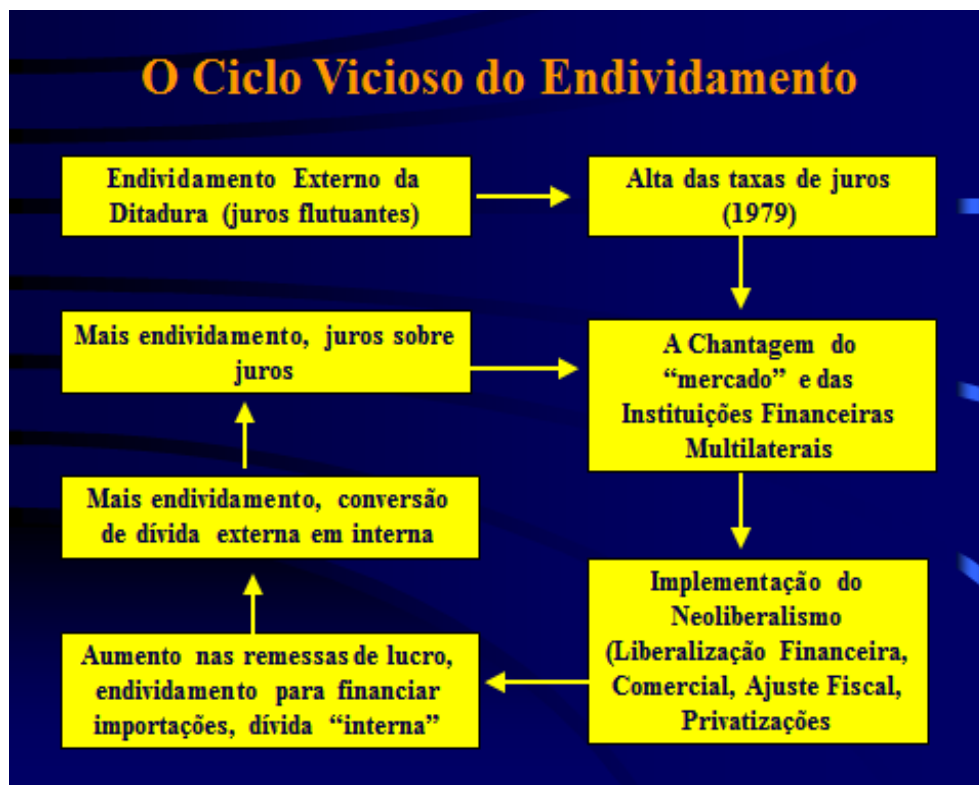 O Ciclo Vicioso do Endividamento
Endividamento Externo da
Ditadura (juros flutuantes)
Alta das taxas de juros
(1979)
Mais endividamento, juros sobre
juros
A Chantagem do
“mercado” e das
Instituições Financeiras
Multilaterais
Mais endividamento, conversão
de dívida externa em interna
Implementação do
Neoliberalismo
(Liberalização Financeira,
Comercial, Ajuste Fiscal,
Privatizações
Aumento nas remessas de lucro,
endividamento para financiar
importações, dívida “interna”